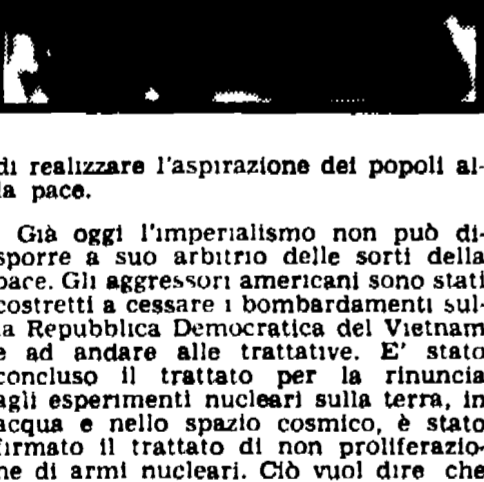 di realizzare l'aspirazione dei popoli al-
la pace.
Già oggi l'imperialismo non può di-
sporre a suo arbitrio delle sorti della
pace. Gli aggressori americani sono stati
costretti a cessare i bombardamenti sul-
la Repubblica Democratica del Vietnam
e ad andare alle trattative. E' stato
concluso il trattato per la rinuncia
agli esperimenti nucleari sulla terra, in
acqua e nello spazio cosmico, è stato
firmato il trattato di non proliferazio-
ne di armi nucleari. Ciò vuol dire che